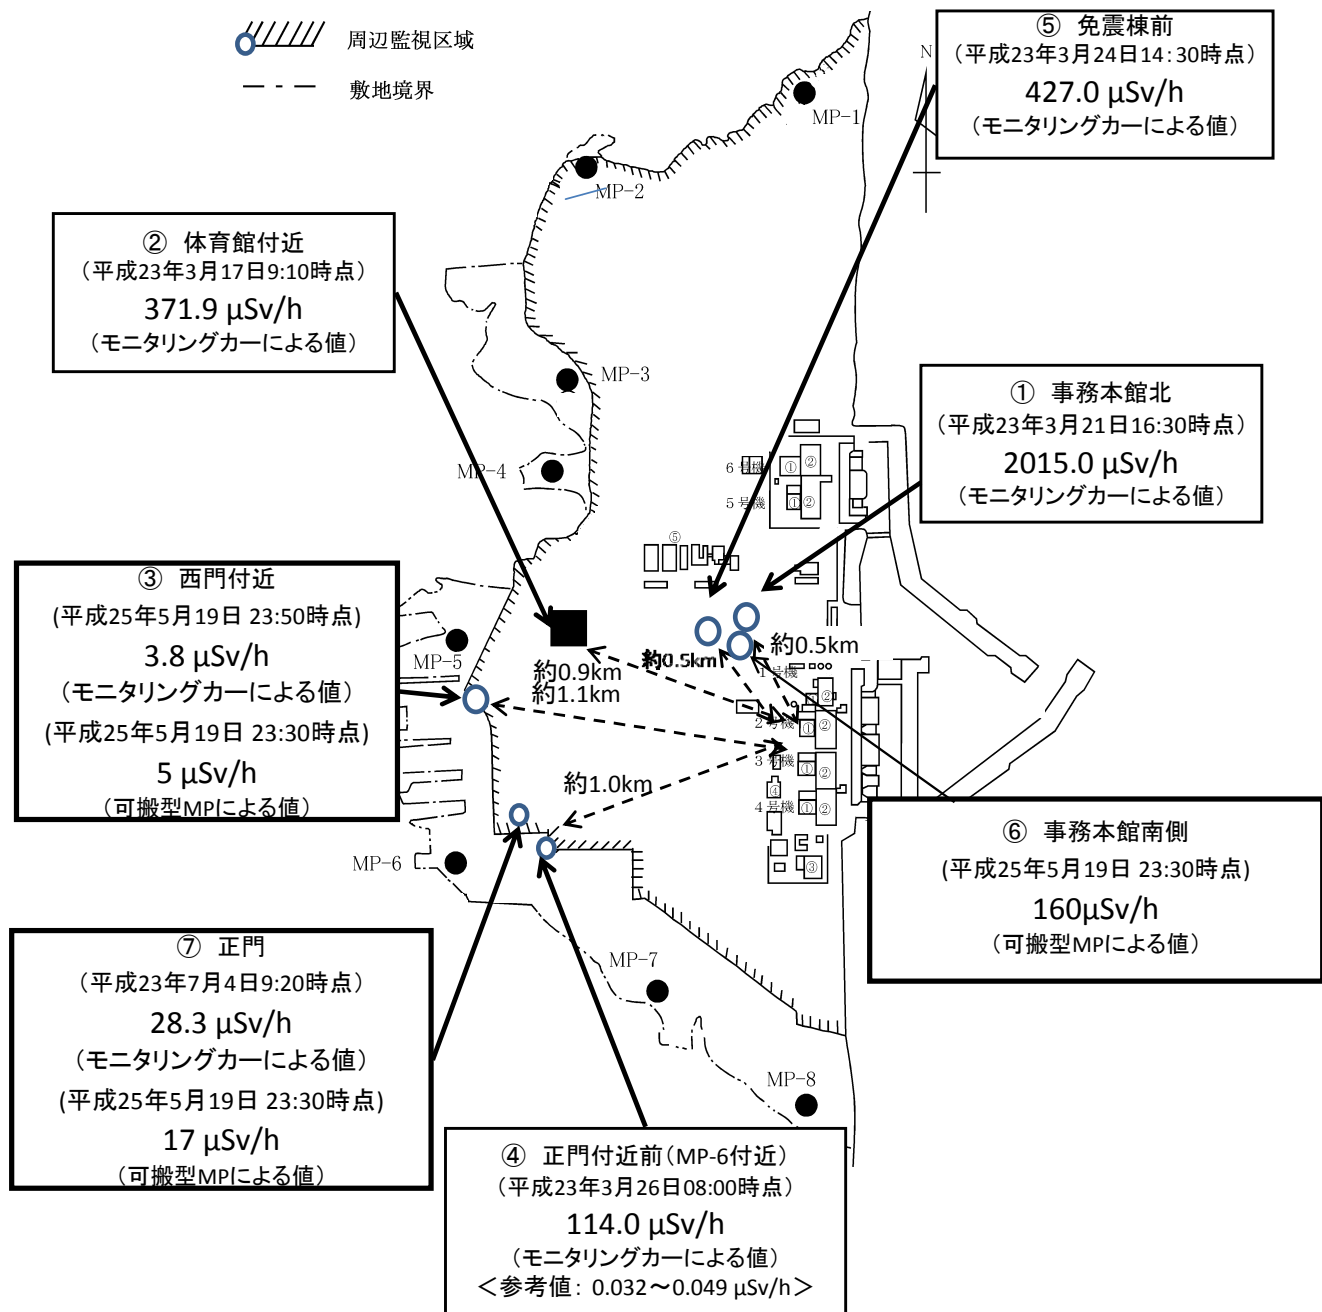 周辺監視区域
敷地境界
⑤ 免震棟前
（平成23年3月24日14:30時点）
427.0 μSv/h
（モニタリングカーによる値）
N
MP-1
MP-2
② 体育館付近
（平成23年3月17日9:10時点）
371.9 μSv/h
（モニタリングカーによる値）
MP-3
① 事務本館北
（平成23年3月21日16:30時点）
2015.0 μSv/h
（モニタリングカーによる値）
MP-4
6号機
①
②
5号機
①
②
⑤
③ 西門付近
(平成25年5月19日 23:50時点)
3.8 μSv/h
（モニタリングカーによる値）
(平成25年5月19日 23:30時点)
5 μSv/h
（可搬型MPによる値）
MP-5
約0.9km
約1.1km
約0.5km
約0.5km
1号機
②
2号機
①
②
3号機
①
②
④
4号機
①
②
③
約1.0km
MP-6
⑥ 事務本館南側
(平成25年5月19日 23:30時点)
160μSv/h
（可搬型MPによる値）
⑦ 正門
（平成23年7月4日9:20時点）
28.3 μSv/h
（モニタリングカーによる値）
(平成25年5月19日 23:30時点)
17 μSv/h
（可搬型MPによる値）
MP-7
MP-8
④ 正門付近前（MP-6付近）
（平成23年3月26日08:00時点）
114.0 μSv/h
（モニタリングカーによる値）
＜参考値：0.032～0.049 μSv/h＞